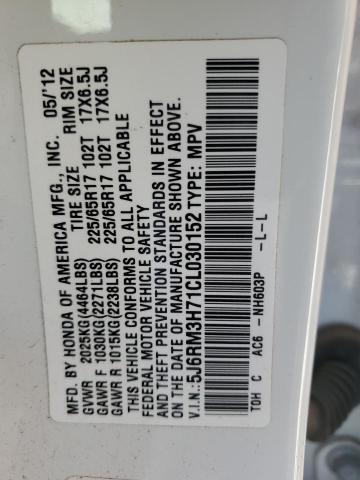 MFD. BY HONDA OF AMERICA MFG., INC. 05/'12
GVWR 2025KG(4464LBS) TIRE SIZE RIM SIZE
GAWR F 1030KG(2271LBS) 225/65R17 102T 17X6.5J
GAWR R 1015KG(2238LBS) 225/65R17 102T 17X6.5J
THIS VEHICLE CONFORMS TO ALL APPLICABLE
FEDERAL MOTOR VEHICLE SAFETY
AND THEFT PREVENTION STANDARDS IN EFFECT
ON THE DATE OF MANUFACTURE SHOWN ABOVE.
V.I.N.: 5J6RM3H71CL030152 TYPE: MPV
TOH C AC6 -NH603P -L-L